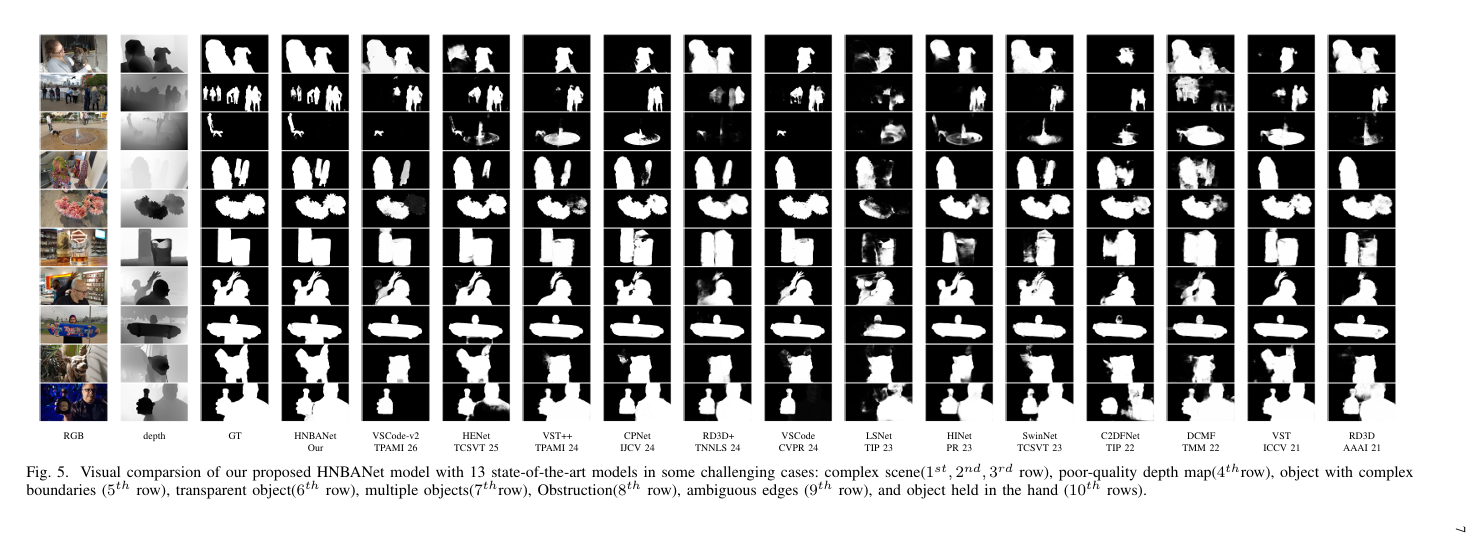 RGB depth GT HNBANet VSCode-v2 HENet VST++ CPNet RD3D+ VSCode LSNet HINet SwinNet C2DFNet DCMF VST RD3D
Our TPAMI 26 TCSVT 25 TPAMI 24 IJCV 24 TNNLS 24 CVPR 24 TIP 23 PR 23 TCSVT 23 TIP 22 TMM 22 ICCV 21 AAAI 21
Fig. 5. Visual comparsion of our proposed HNBANet model with 13 state-of-the-art models in some challenging cases: complex scene(1st, 2nd, 3rd row), poor-quality depth map(4throw), object with complex
boundaries (5th row), transparent object(6th row), multiple objects(7throw), Obstruction(8th row), ambiguous edges (9th row), and object held in the hand (10th rows).
7